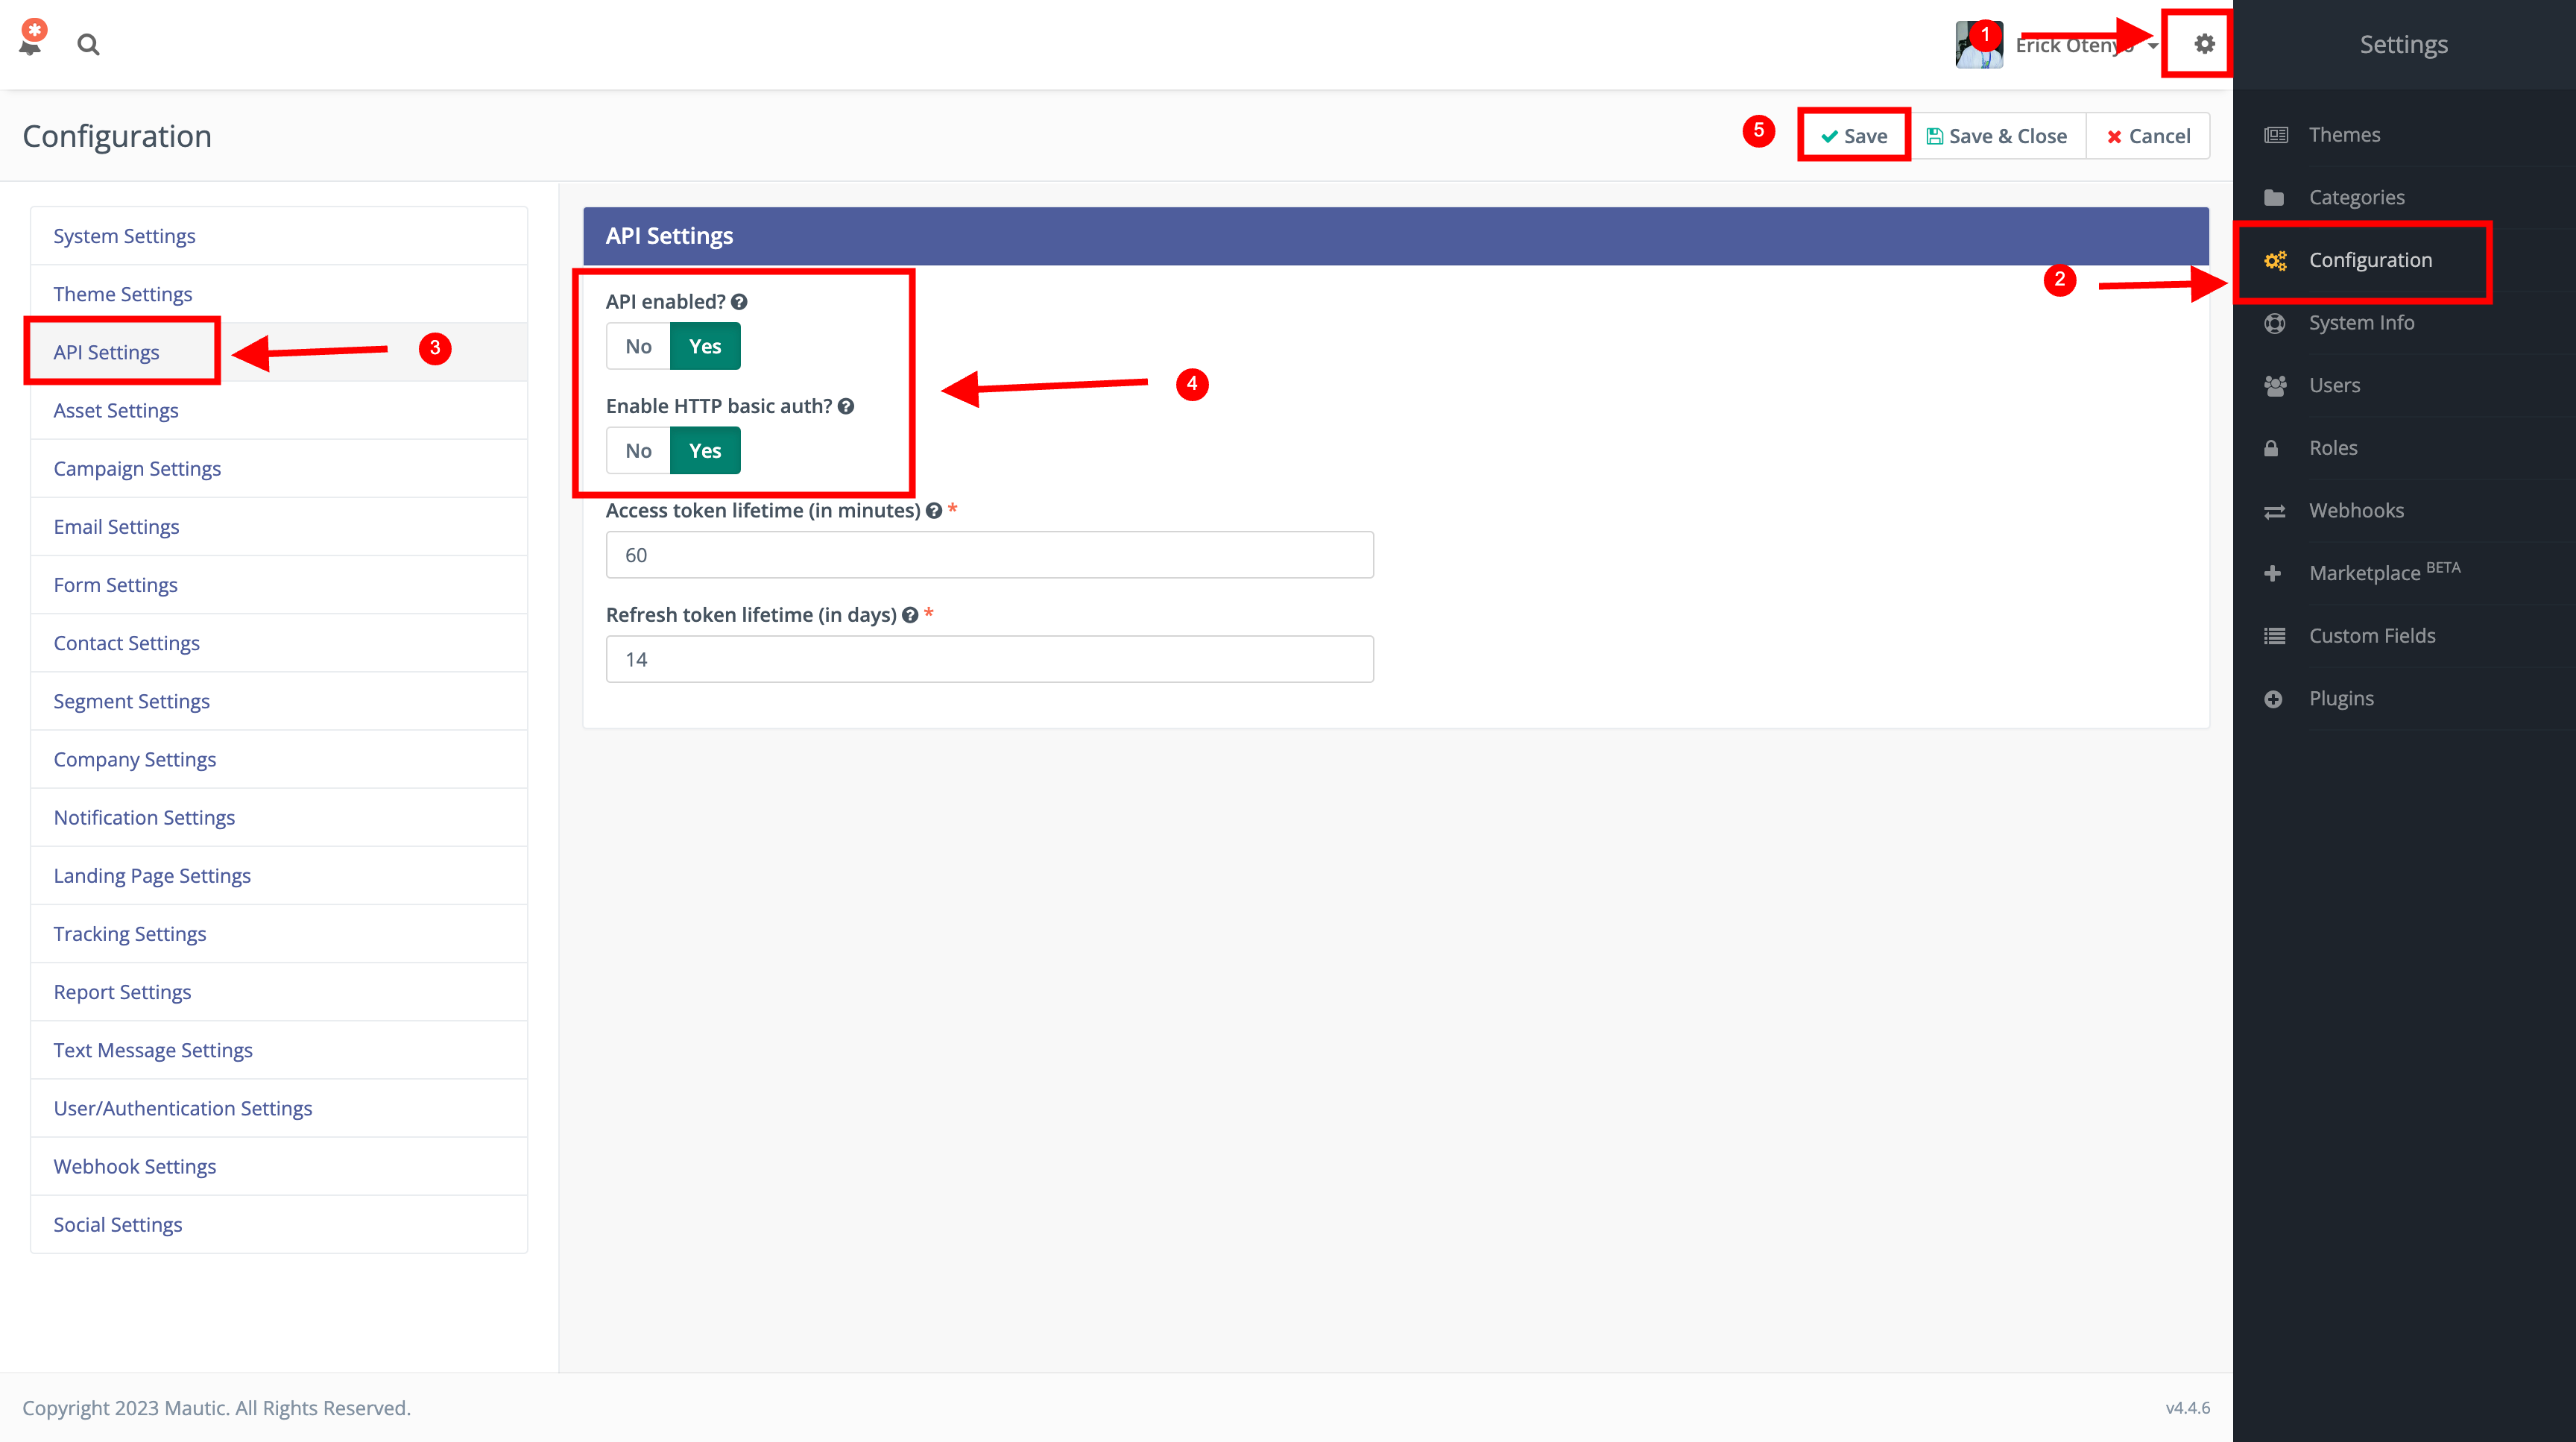 1
Erick Otenyo
Settings
Configuration
5
Save
Save & Close
Cancel
System Settings
Theme Settings
API Settings
3
Asset Settings
Campaign Settings
Email Settings
Form Settings
Contact Settings
Segment Settings
Company Settings
Notification Settings
Landing Page Settings
Tracking Settings
Report Settings
Text Message Settings
User/Authentication Settings
Webhook Settings
Social Settings
API Settings
API enabled?
No Yes
4
Enable HTTP basic auth?
No Yes
Access token lifetime (in minutes) *
60
Refresh token lifetime (in days) *
14
Themes
Categories
2
Configuration
System Info
Users
Roles
Webhooks
Marketplace BETA
Custom Fields
Plugins
Copyright 2023 Mautic. All Rights Reserved.
v4.4.6